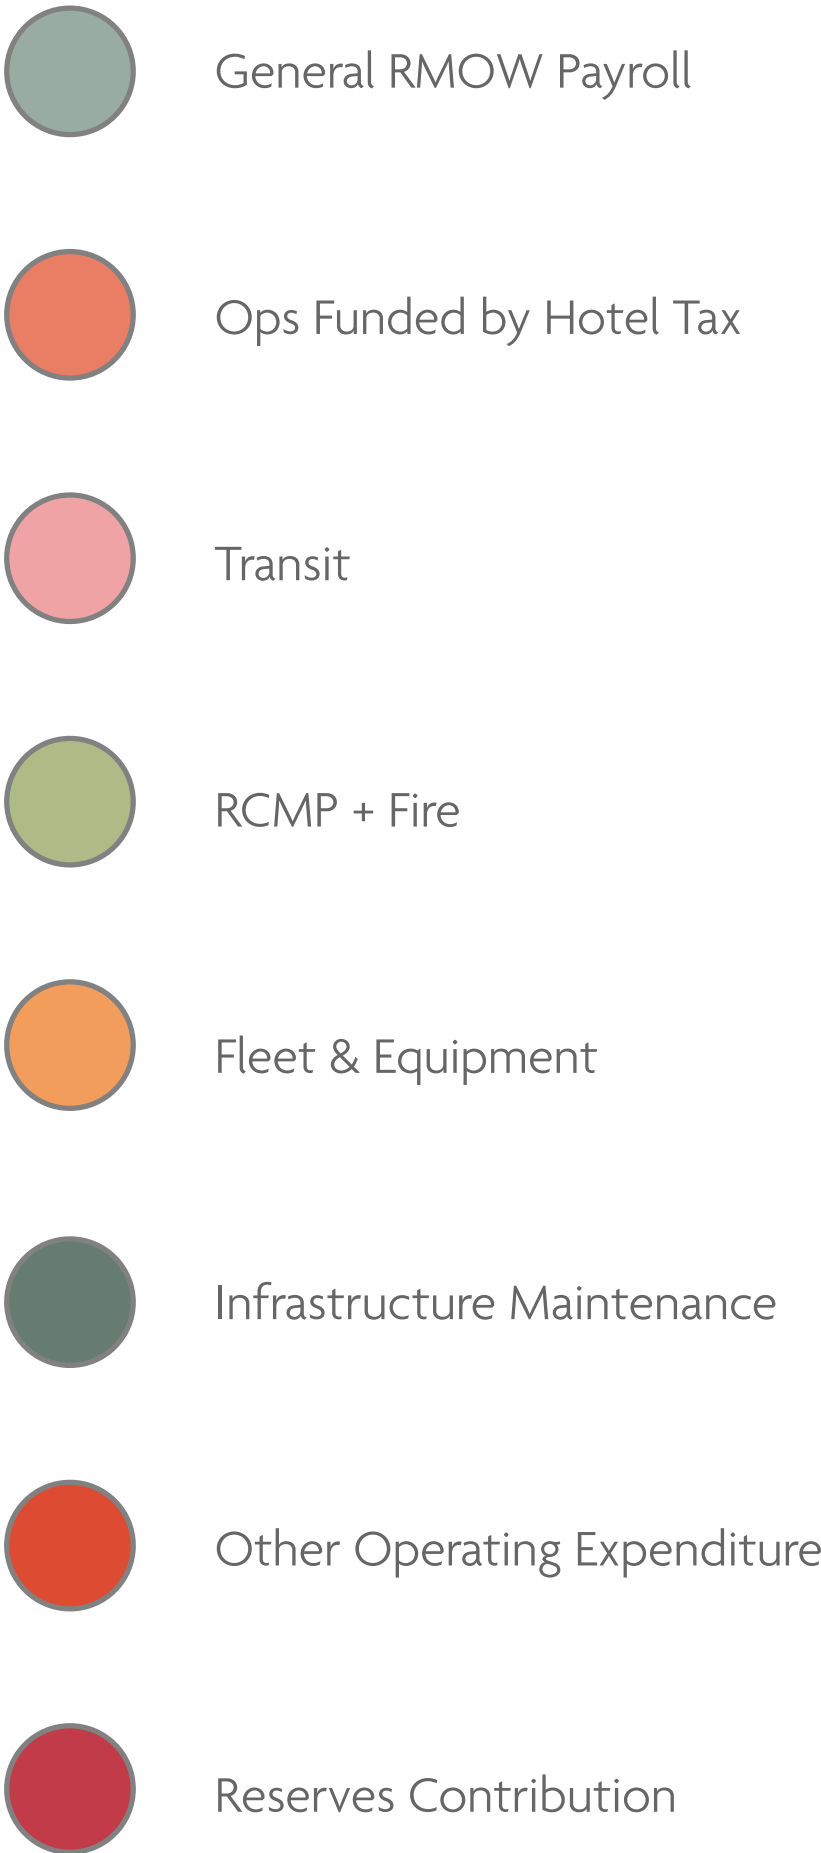 General RMOW Payroll
Ops Funded by Hotel Tax
Transit
RCMP + Fire
Fleet & Equipment
Infrastructure Maintenance
Other Operating Expenditure
Reserves Contribution